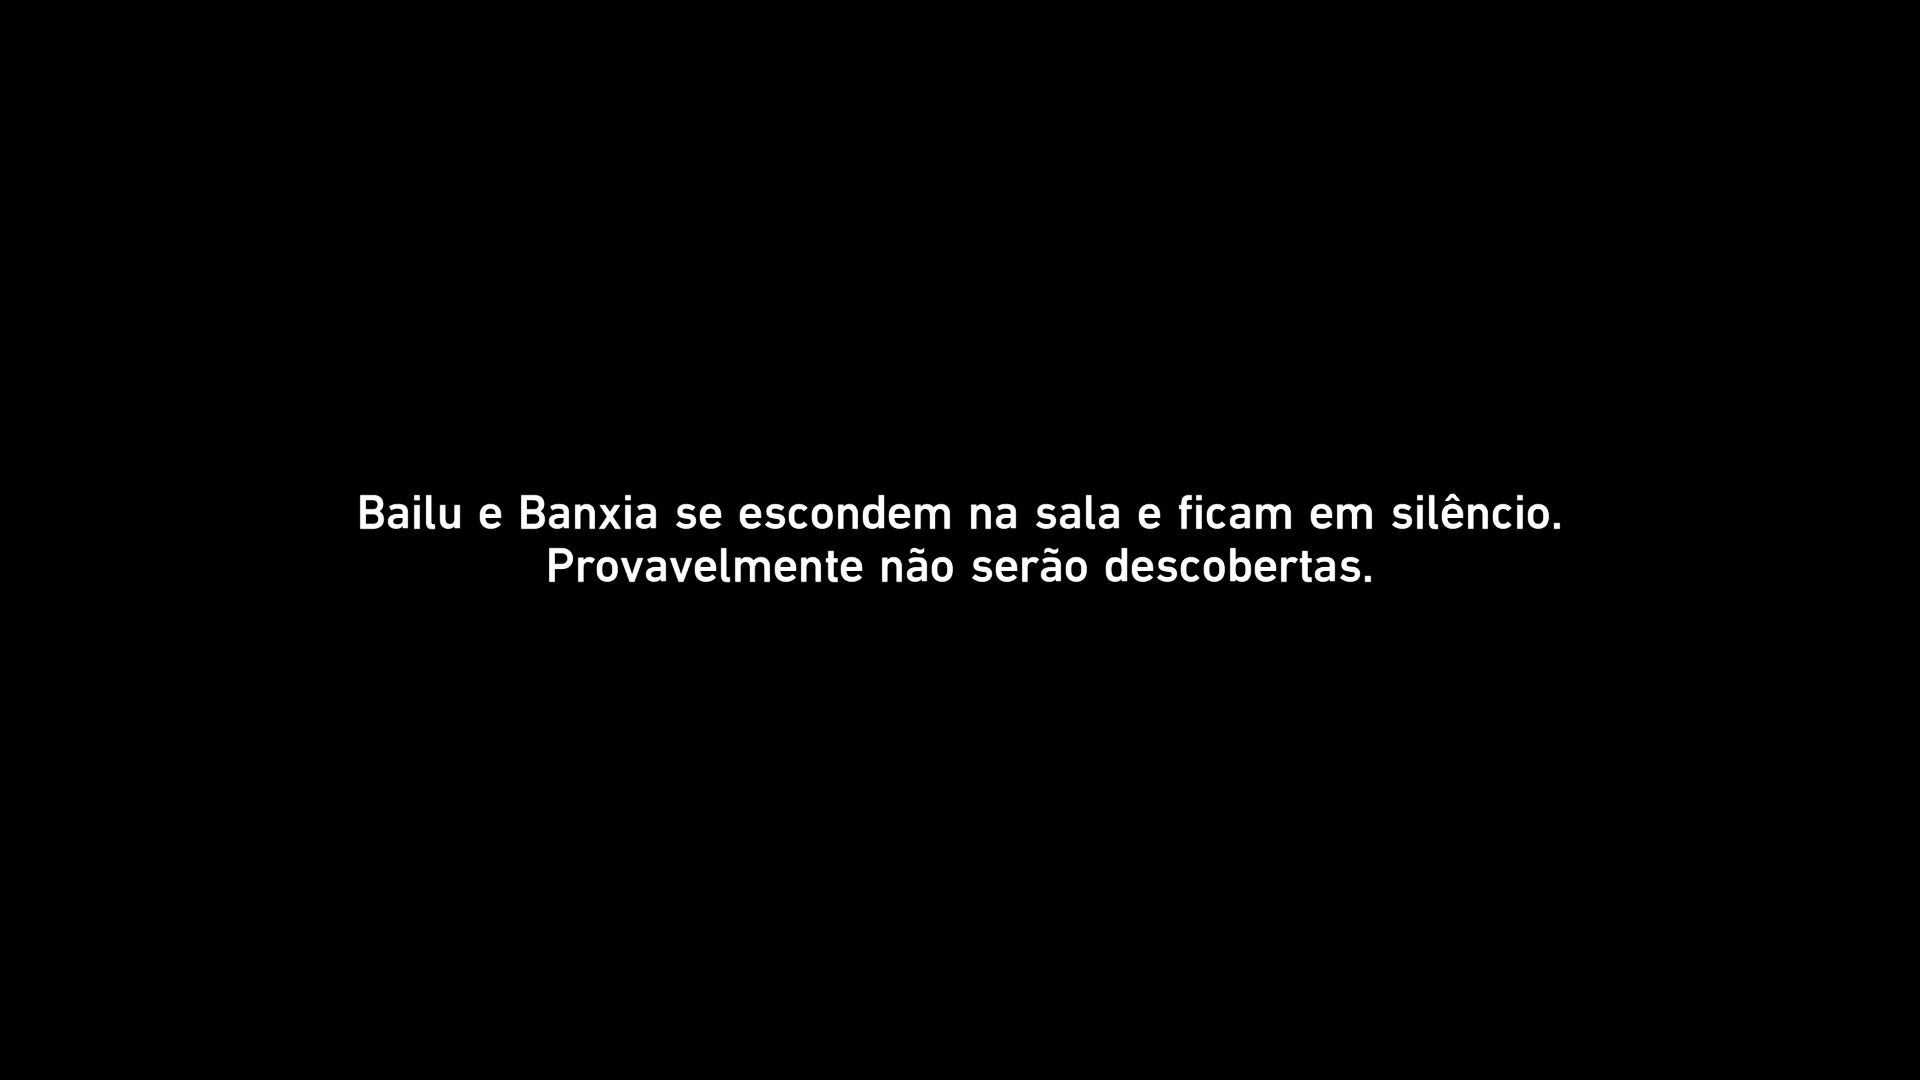 Bailu e Banxia se escondem na sala e ficam em silêncio.
Provavelmente não serão descobertas.